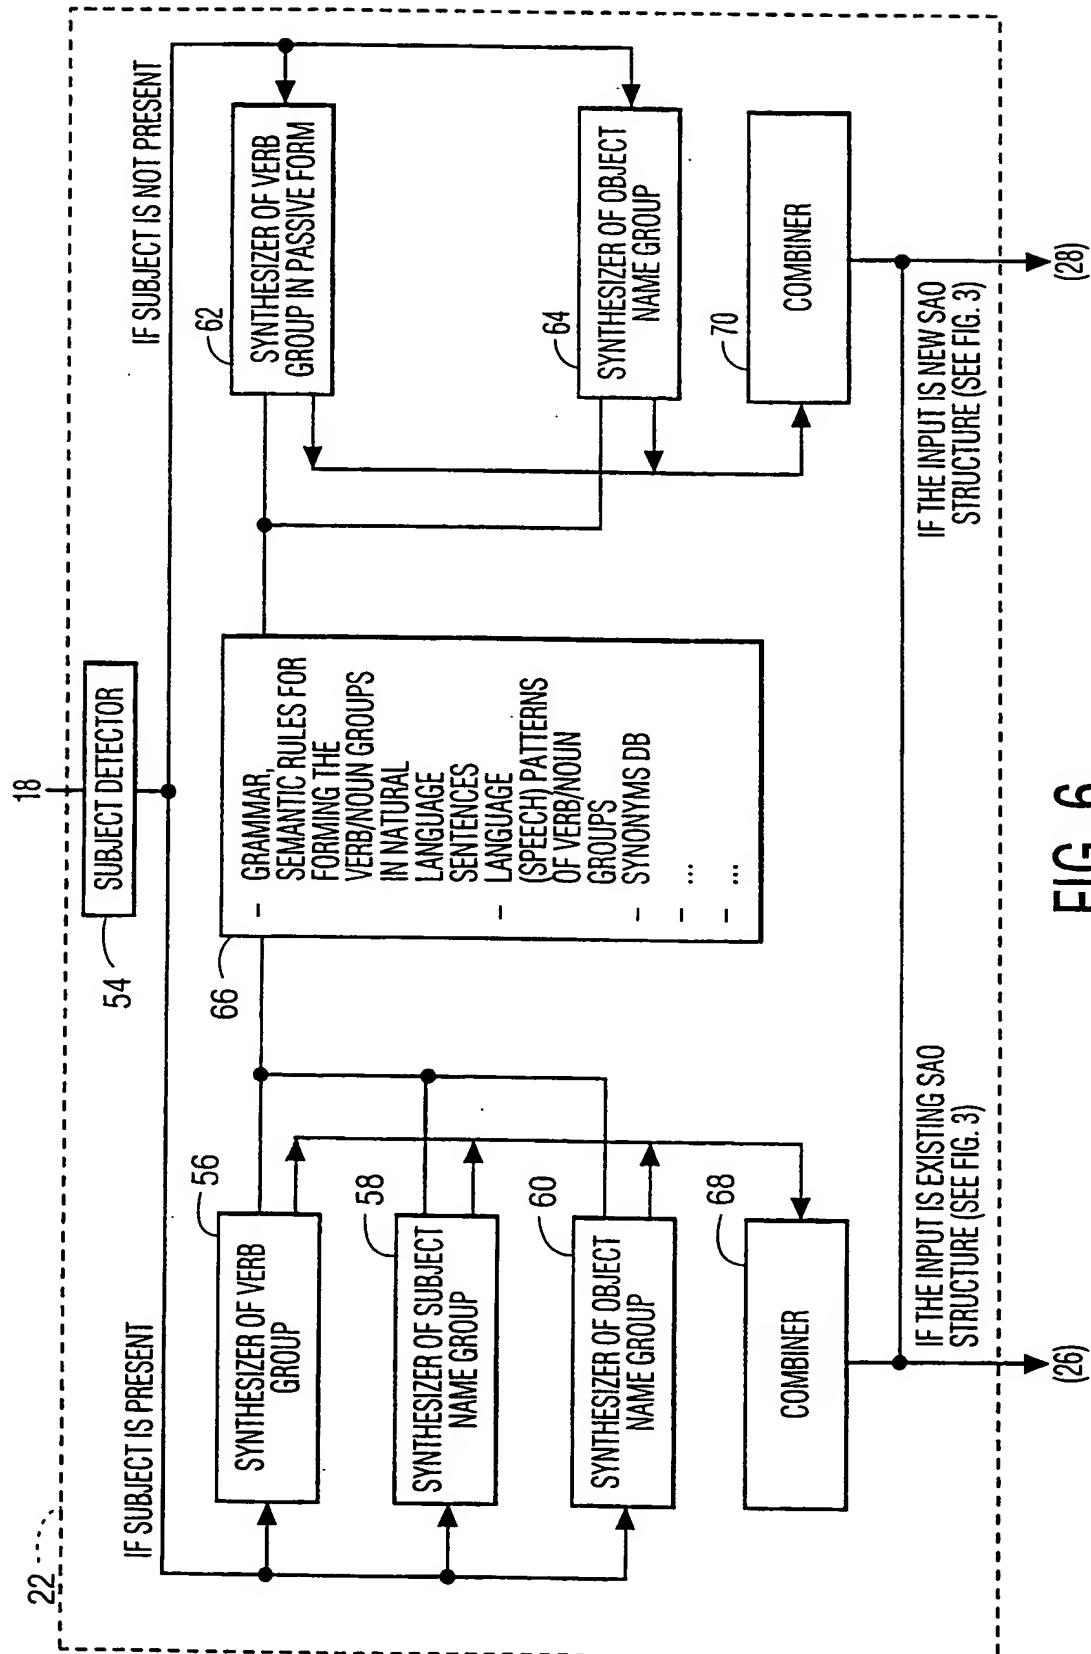 22
18
SUBJECT DETECTOR
54
IF SUBJECT IS PRESENT
IF SUBJECT IS NOT PRESENT
SYNTHESIZER OF VERB
GROUP
56
SYNTHESIZER OF SUBJECT
NAME GROUP
58
SYNTHESIZER OF OBJECT
NAME GROUP
60
COMBINER
68
66
– GRAMMAR,
SEMANTIC RULES FOR
FORMING THE
VERB/NOUN GROUPS
IN NATURAL
LANGUAGE
SENTENCES
– LANGUAGE
(SPEECH) PATTERNS
OF VERB/NOUN
GROUPS
– SYNONYMS DB
– ...
– ...
62
SYNTHESIZER OF VERB
GROUP IN PASSIVE FORM
64
SYNTHESIZER OF OBJECT
NAME GROUP
70
COMBINER
IF THE INPUT IS EXISTING SAO
STRUCTURE (SEE FIG. 3)
IF THE INPUT IS NEW SAO
STRUCTURE (SEE FIG. 3)
(26)
(28)
FIG. 6